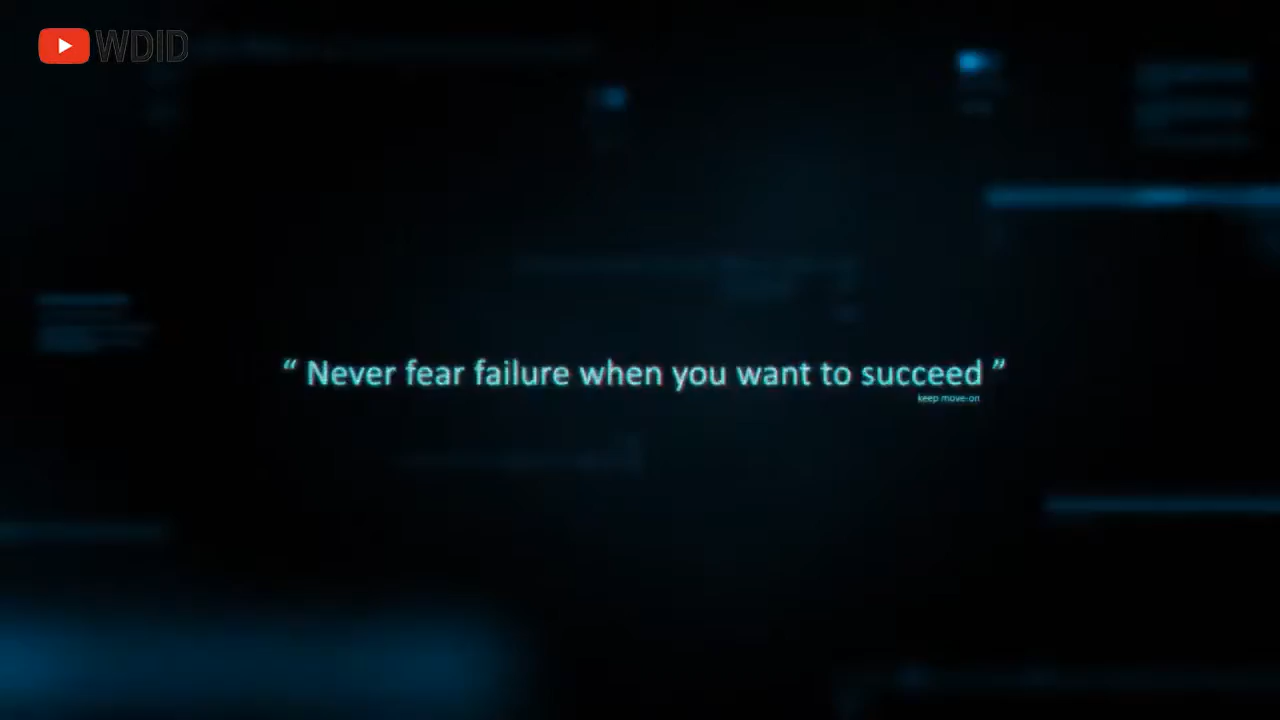 WDID
“ Never fear failure when you want to succeed ”
keep move-on